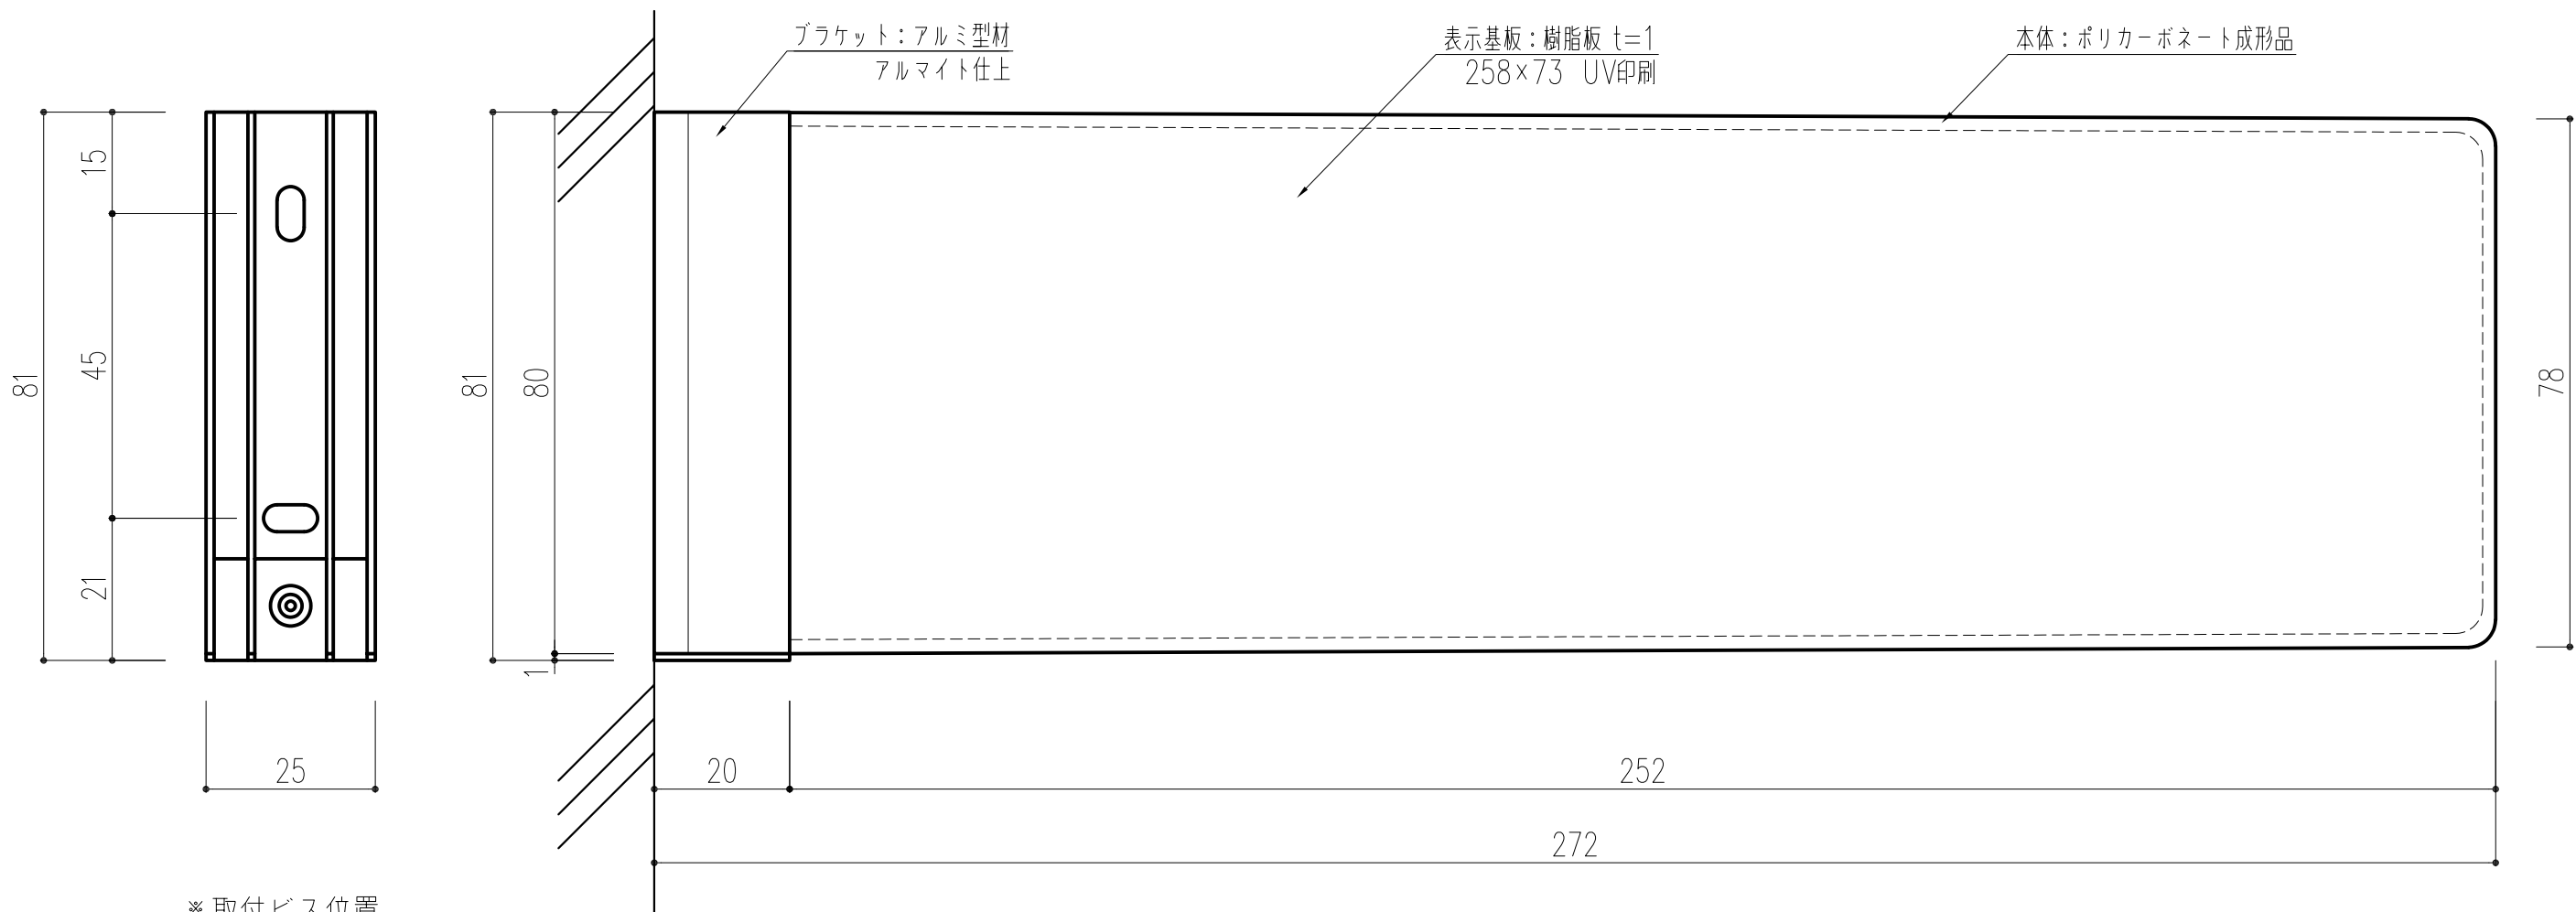 ブラケット：アルミ型材
アルマイト仕上
表示基板：樹脂板 t=1
258×73 UV印刷
本体：ポリカーボネート成形品
81
15
45
21
81
80
1
78
25
20
252
272
※取付ビス位置